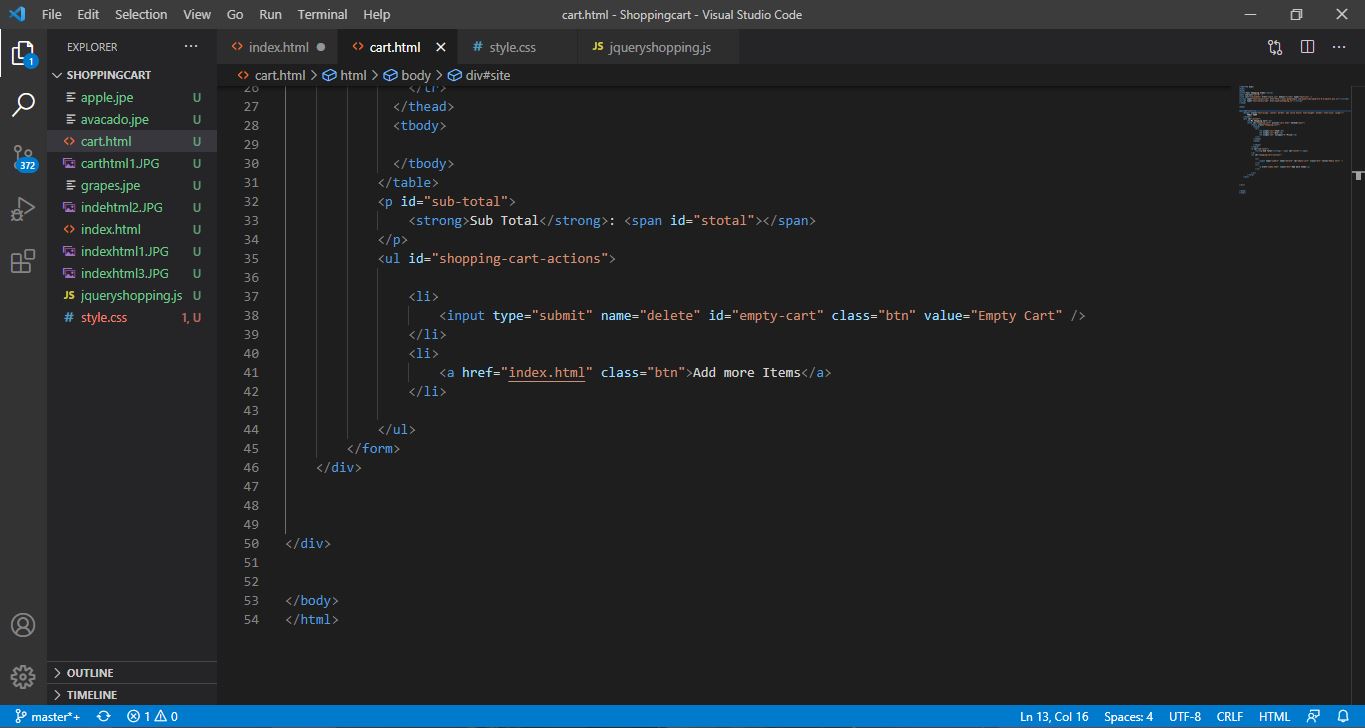 File Edit Selection View Go Run Terminal Help
cart.html - Shoppingcart - Visual Studio Code
EXPLORER ···
index.html ●
cart.html ×
# style.css
JS jqueryshopping.js
1
372
SHOPPINGCART
apple.jpe U
avacado.jpe U
cart.html U
carthtml1.JPG U
grapes.jpe U
indehtml2.JPG U
index.html U
indexhtml1.JPG U
indexhtml3.JPG U
JS jqueryshopping.js U
# style.css 1, U
OUTLINE
TIMELINE
cart.html > html > body > div#site
26 </tr>
27 </thead>
28 <tbody>
29
30 </tbody>
31 </table>
32 <p id="sub-total">
33 <strong>Sub Total</strong>: <span id="stotal"></span>
34 </p>
35 <ul id="shopping-cart-actions">
36
37 <li>
38 <input type="submit" name="delete" id="empty-cart" class="btn" value="Empty Cart" />
39 </li>
40 <li>
41 <a href="index.html" class="btn">Add more Items</a>
42 </li>
43
44 </ul>
45 </form>
46 </div>
47
48
49
50 </div>
51
52
53 </body>
54 </html>
master*+ 1 0
Ln 13, Col 16 Spaces: 4 UTF-8 CRLF HTML